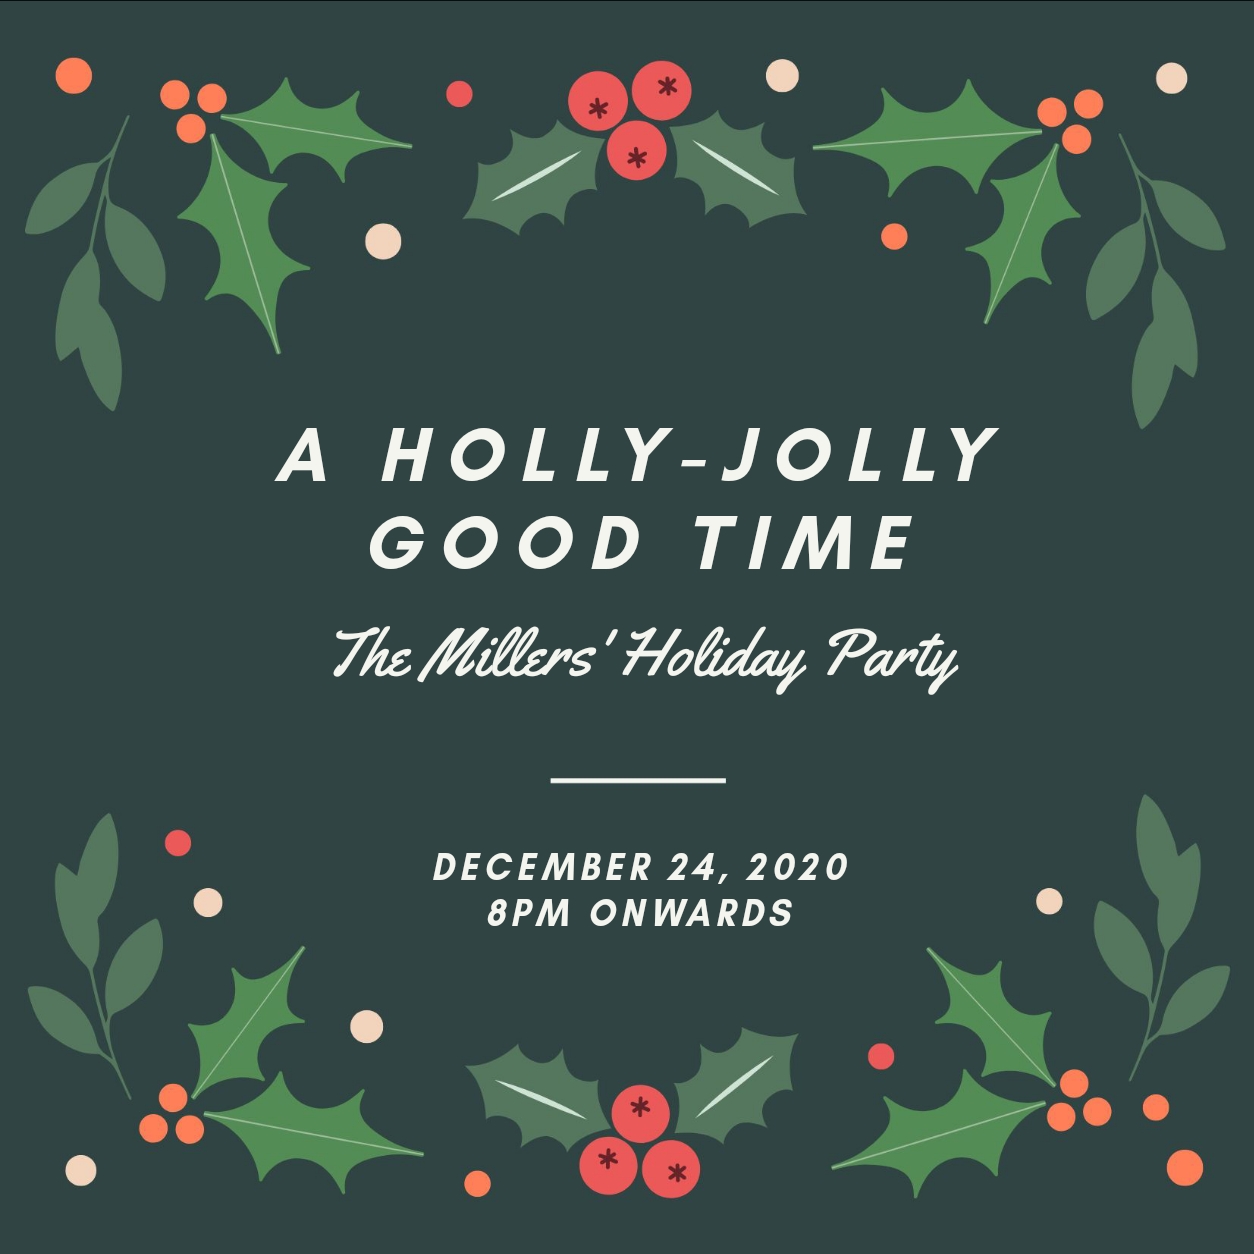 A HOLLY-JOLLY
GOOD TIME
The Millers' Holiday Party
DECEMBER 24, 2020
8PM ONWARDS